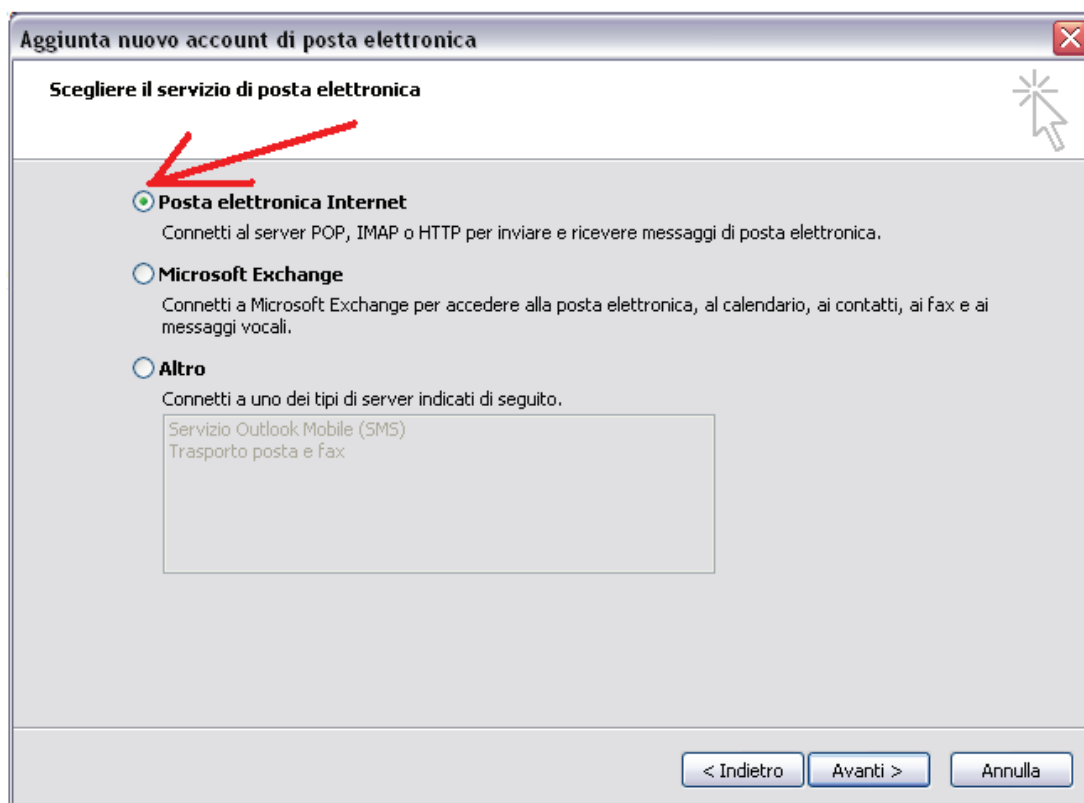 Aggiunta nuovo account di posta elettronica
Scegliere il servizio di posta elettronica
Posta elettronica Internet
Connetti al server POP, IMAP o HTTP per inviare e ricevere messaggi di posta elettronica.
Microsoft Exchange
Connetti a Microsoft Exchange per accedere alla posta elettronica, al calendario, ai contatti, ai fax e ai
messaggi vocali.
Altro
Connetti a uno dei tipi di server indicati di seguito.
Servizio Outlook Mobile (SMS)
Trasporto posta e fax
< Indietro Avanti > Annulla